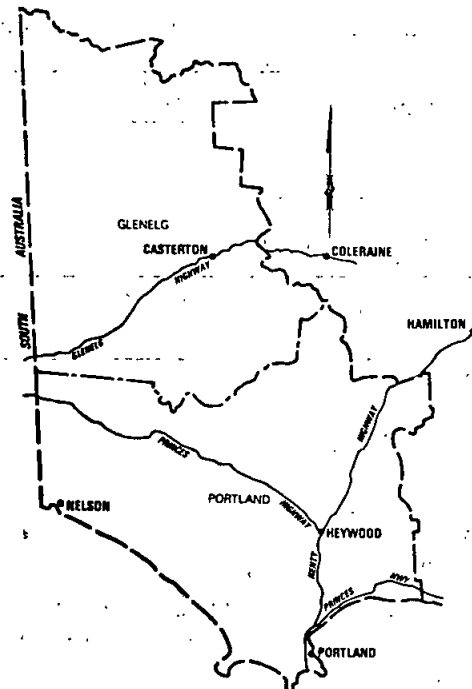 SOUTH AUSTRALIA
GLENELG
CASTERTON
COLERAINE
GLENELG HIGHWAY
HAMILTON
HIGHWAY
PRINCES HIGHWAY
NELSON
PORTLAND
HEYWOOD
HENTY
PRINCES HWY
PORTLAND